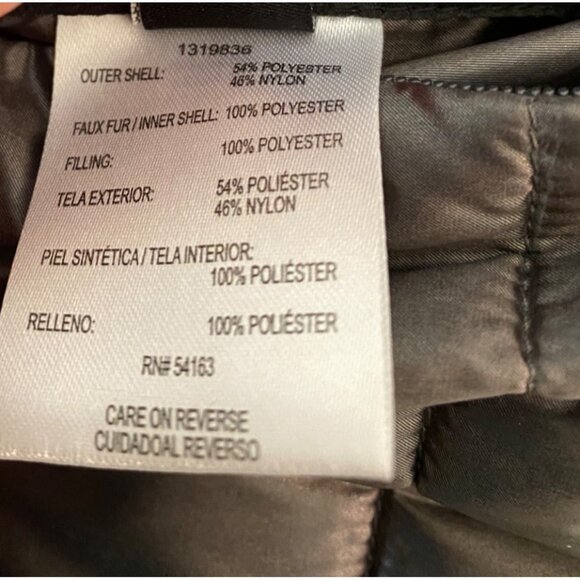 1319836
OUTER SHELL: 54% POLYESTER
46% NYLON
FAUX FUR / INNER SHELL: 100% POLYESTER
FILLING: 100% POLYESTER
TELA EXTERIOR: 54% POLIÉSTER
46% NYLON
PIEL SINTÉTICA / TELA INTERIOR:
100% POLIÉSTER
RELLENO: 100% POLIÉSTER
RN# 54163
CARE ON REVERSE
CUIDADOAL REVERSO